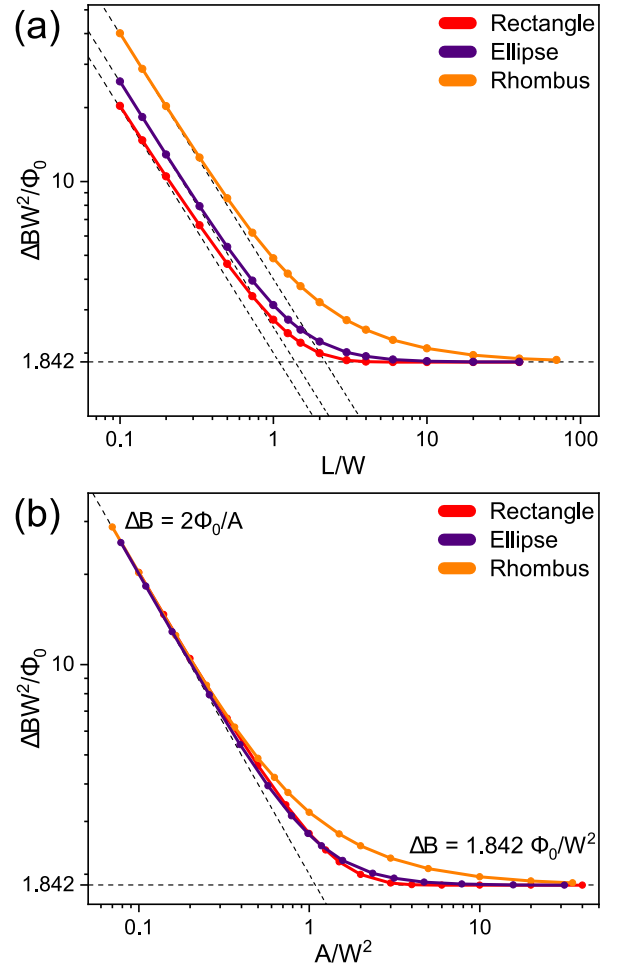 (a)
Rectangle
Ellipse
Rhombus
ΔBW²/Φ₀
10
1.842
0.1
1
10
100
L/W
(b)
ΔB = 2Φ₀/A
Rectangle
Ellipse
Rhombus
ΔBW²/Φ₀
10
ΔB = 1.842 Φ₀/W²
1.842
0.1
1
10
A/W²